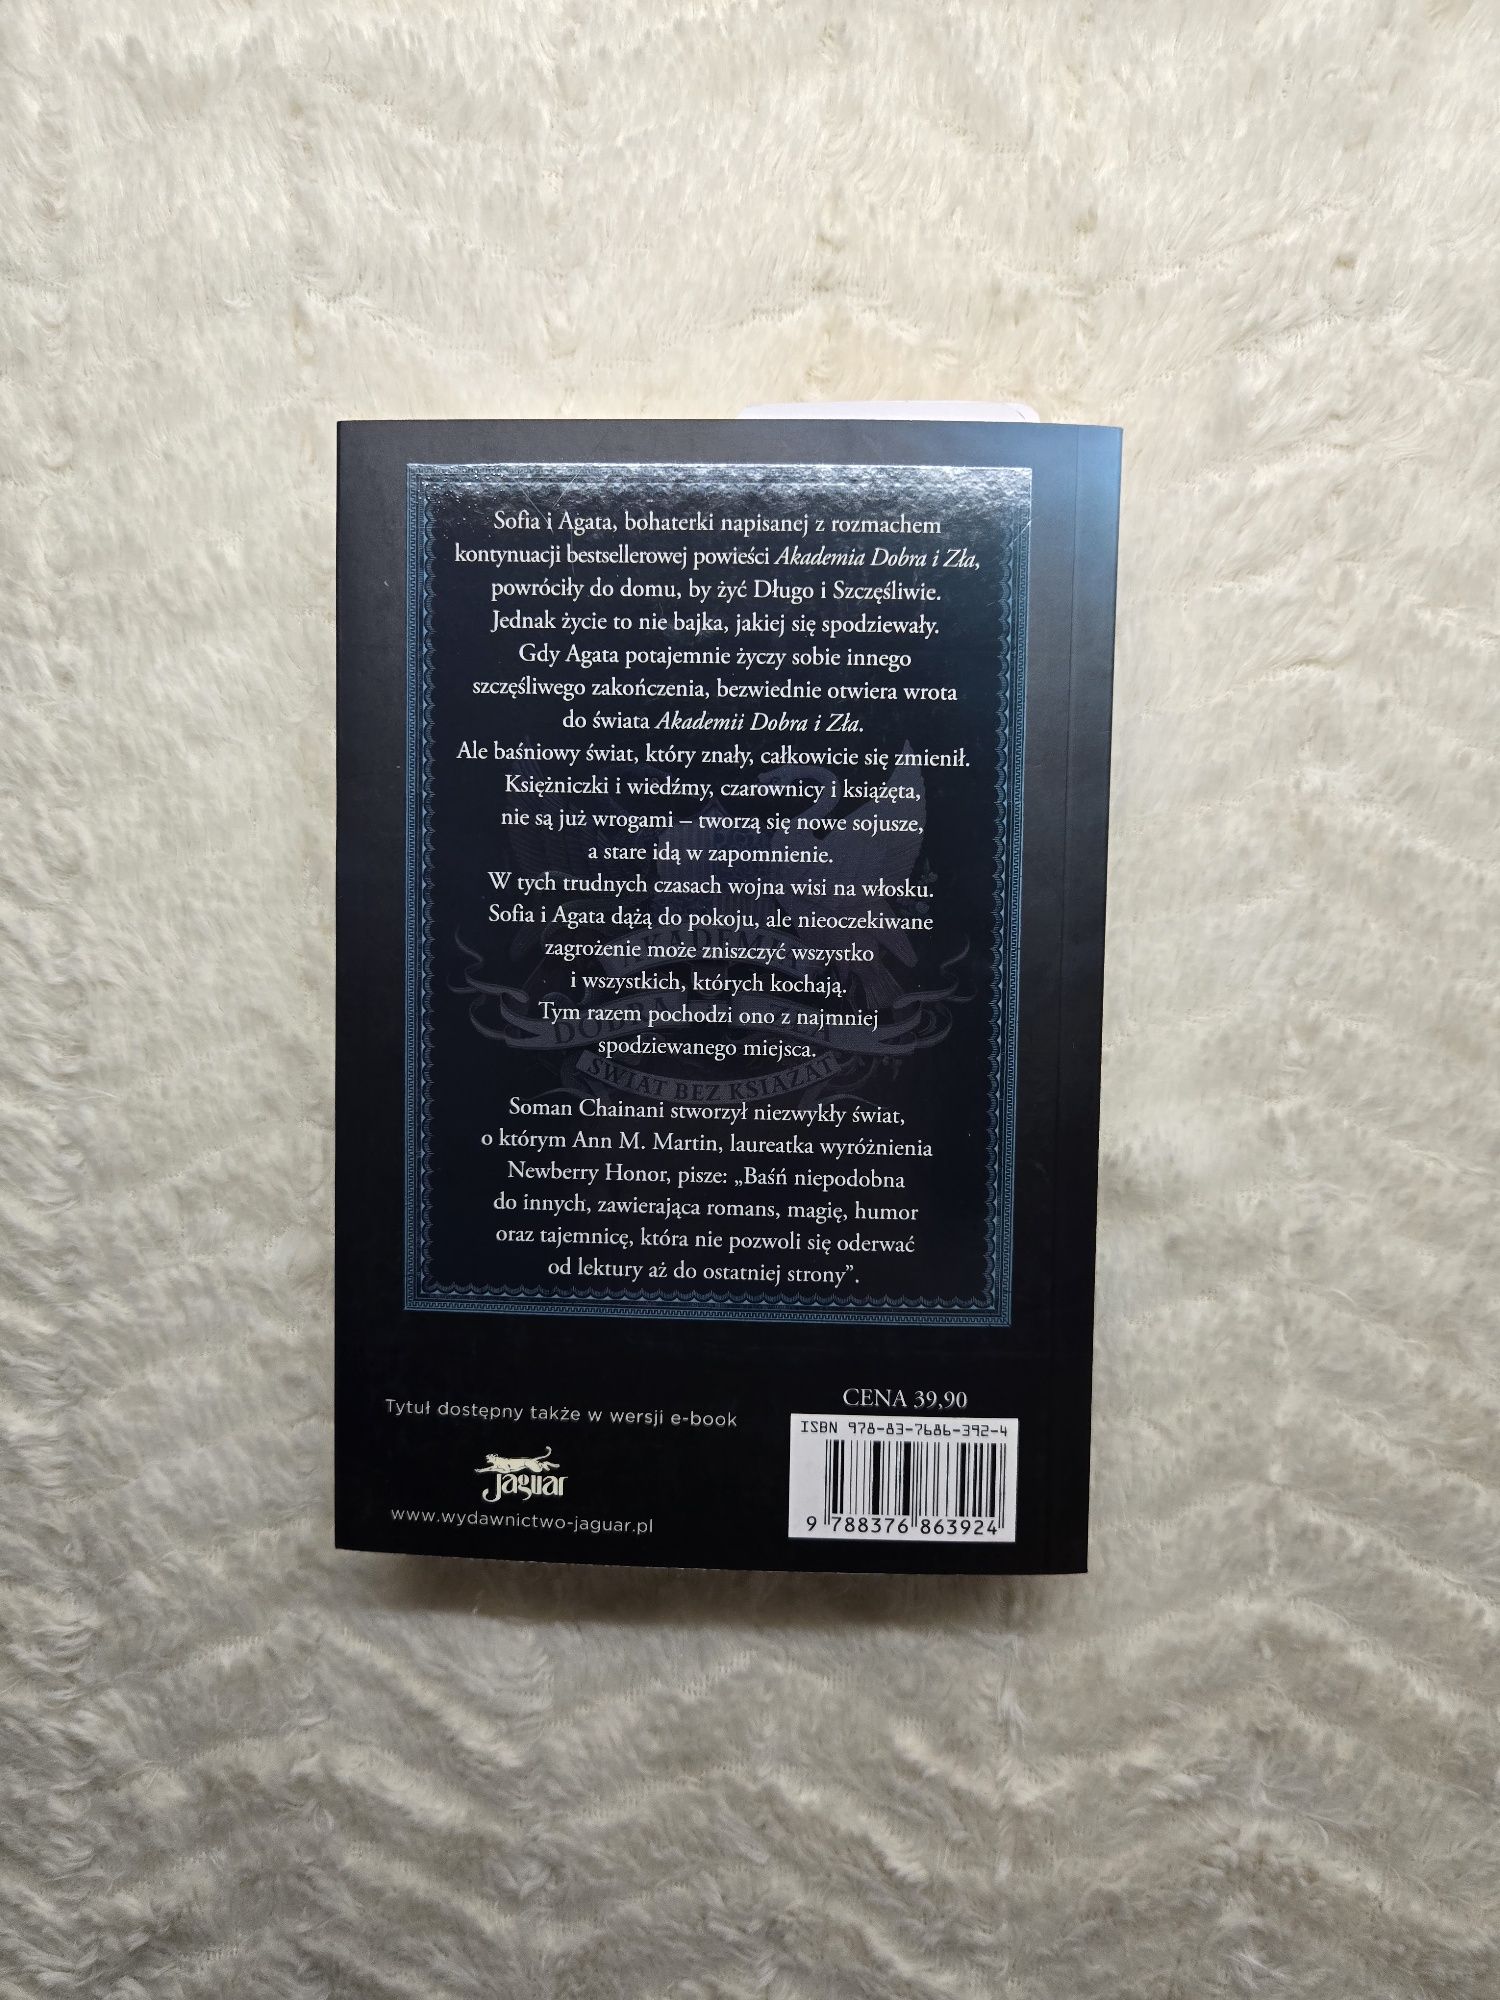 Sofia i Agata, bohaterki napisanej z rozmachem
kontynuacji bestsellerowej powieści Akademia Dobra i Zła,
powróciły do domu, by żyć Długo i Szczęśliwie.
Jednak życie to nie bajka, jakiej się spodziewały.
Gdy Agata potajemnie życzy sobie innego
szczęśliwego zakończenia, bezwiednie otwiera wrota
do świata Akademii Dobra i Zła.
Ale baśniowy świat, który znały, całkowicie się zmienił.
Księżniczki i wiedźmy, czarownicy i książęta,
nie są już wrogami – tworzą się nowe sojusze,
a stare idą w zapomnienie.
W tych trudnych czasach wojna wisi na włosku.
Sofia i Agata dążą do pokoju, ale nieoczekiwane
zagrożenie może zniszczyć wszystko
i wszystkich, których kochają.
Tym razem pochodzi ono z najmniej
spodziewanego miejsca.
DOBRA
ŚWIAT BEZ KSIĄŻĄT
Soman Chainani stworzył niezwykły świat,
o którym Ann M. Martin, laureatka wyróżnienia
Newberry Honor, pisze: „Baśń niepodobna
do innych, zawierająca romans, magię, humor
oraz tajemnicę, która nie pozwoli się oderwać
od lektury aż do ostatniej strony”.
Tytuł dostępny także w wersji e-book
jaguar
www.wydawnictwo-jaguar.pl
CENA 39,90
ISBN 978-83-7686-392-4
9 788376 863924